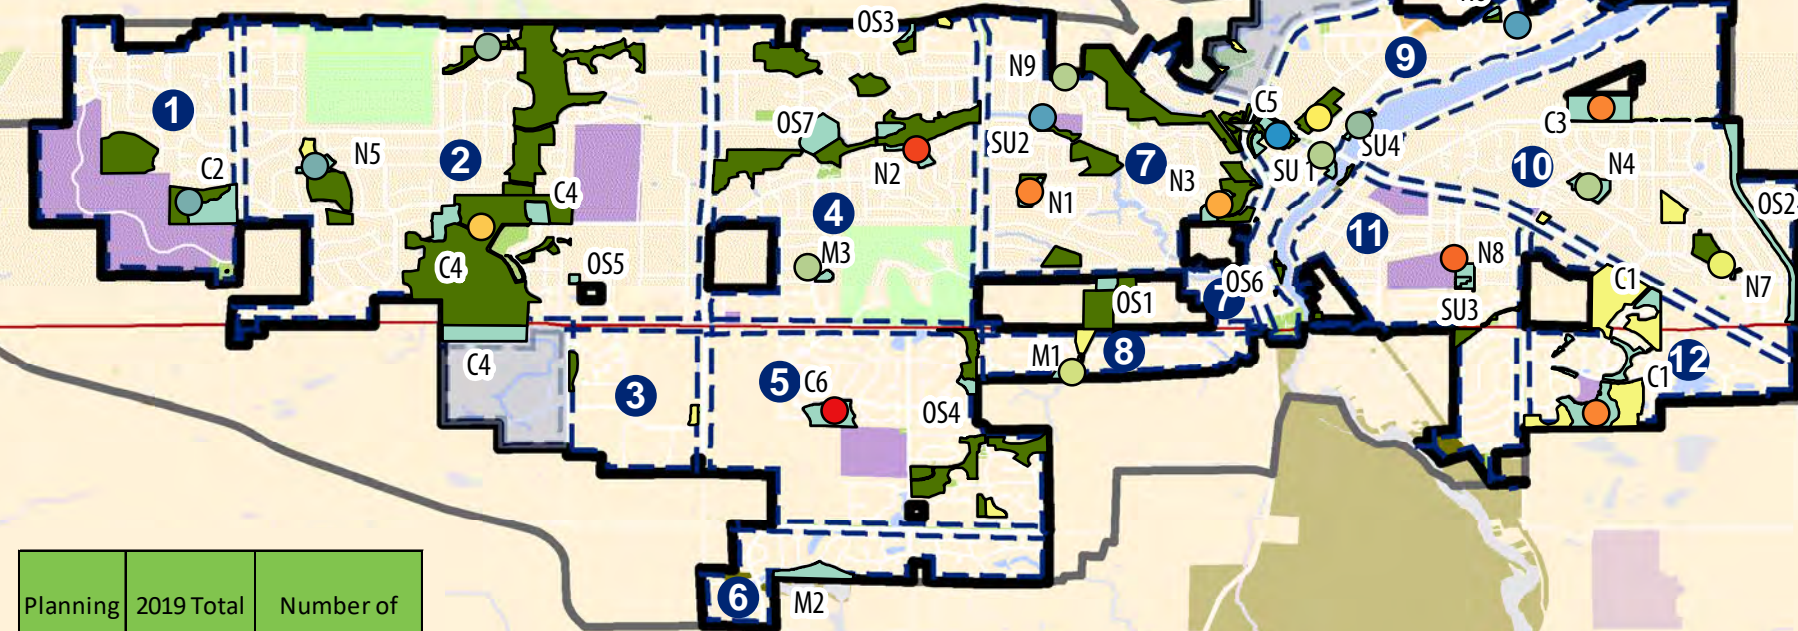 OS3
9
N9
1
C5
C3
OS7
SU2
SU4
N5
2
7
SU 1
10
N4
C2
N2
N3
C4
N1
OS2
4
11
M3
N8
C4
OS5
OS6
C1
N7
7
OS1
SU3
M1
8
12
C4
3
5
C6
C1
OS4
6
M2
Planning
2019 Total
Number of